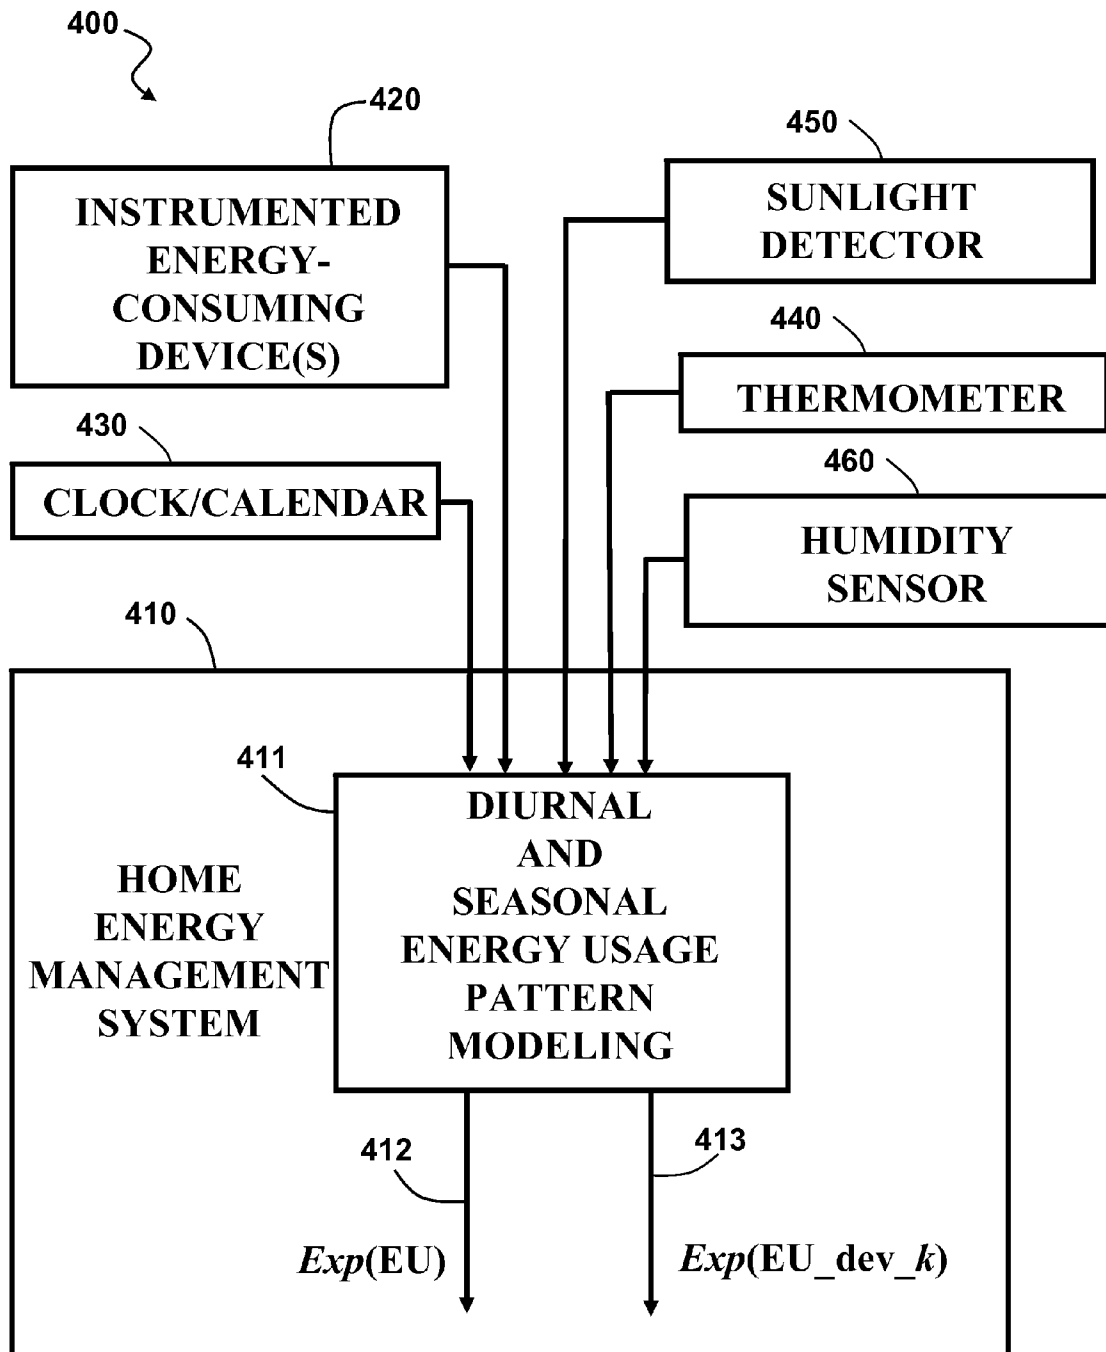 400
420
INSTRUMENTED
ENERGY-
CONSUMING
DEVICE(S)
450
SUNLIGHT
DETECTOR
440
THERMOMETER
430
CLOCK/CALENDAR
460
HUMIDITY
SENSOR
410
HOME
ENERGY
MANAGEMENT
SYSTEM
411
DIURNAL
AND
SEASONAL
ENERGY USAGE
PATTERN
MODELING
412
Exp(EU)
413
Exp(EU_dev_k)